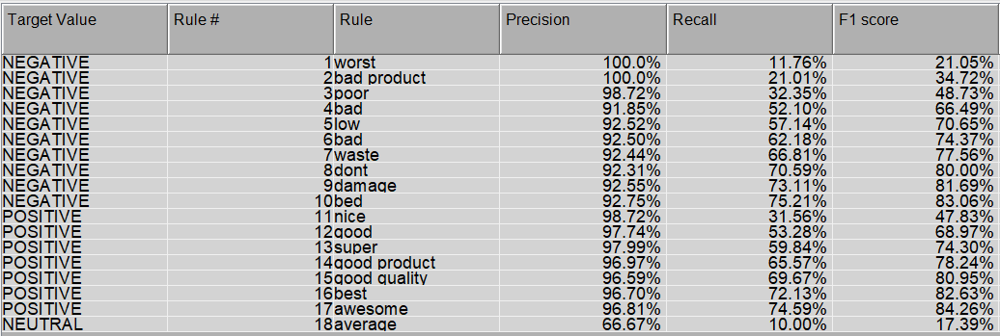 Target Value Rule # Rule Precision Recall F1 score
NEGATIVE 1 worst 100.0% 11.76% 21.05%
NEGATIVE 2 bad product 100.0% 21.01% 34.72%
NEGATIVE 3 poor 98.72% 32.35% 48.73%
NEGATIVE 4 bad 91.85% 52.10% 66.49%
NEGATIVE 5 low 92.52% 57.14% 70.65%
NEGATIVE 6 bad 92.50% 62.18% 74.37%
NEGATIVE 7 waste 92.44% 66.81% 77.56%
NEGATIVE 8 dont 92.31% 70.59% 80.00%
NEGATIVE 9 damage 92.55% 73.11% 81.69%
NEGATIVE 10 bed 92.75% 75.21% 83.06%
POSITIVE 11 nice 98.72% 31.56% 47.83%
POSITIVE 12 good 97.74% 53.28% 68.97%
POSITIVE 13 super 97.99% 59.84% 74.30%
POSITIVE 14 good product 96.97% 65.57% 78.24%
POSITIVE 15 good quality 96.59% 69.67% 80.95%
POSITIVE 16 best 96.70% 72.13% 82.63%
POSITIVE 17 awesome 96.81% 74.59% 84.26%
NEUTRAL 18 average 66.67% 10.00% 17.39%